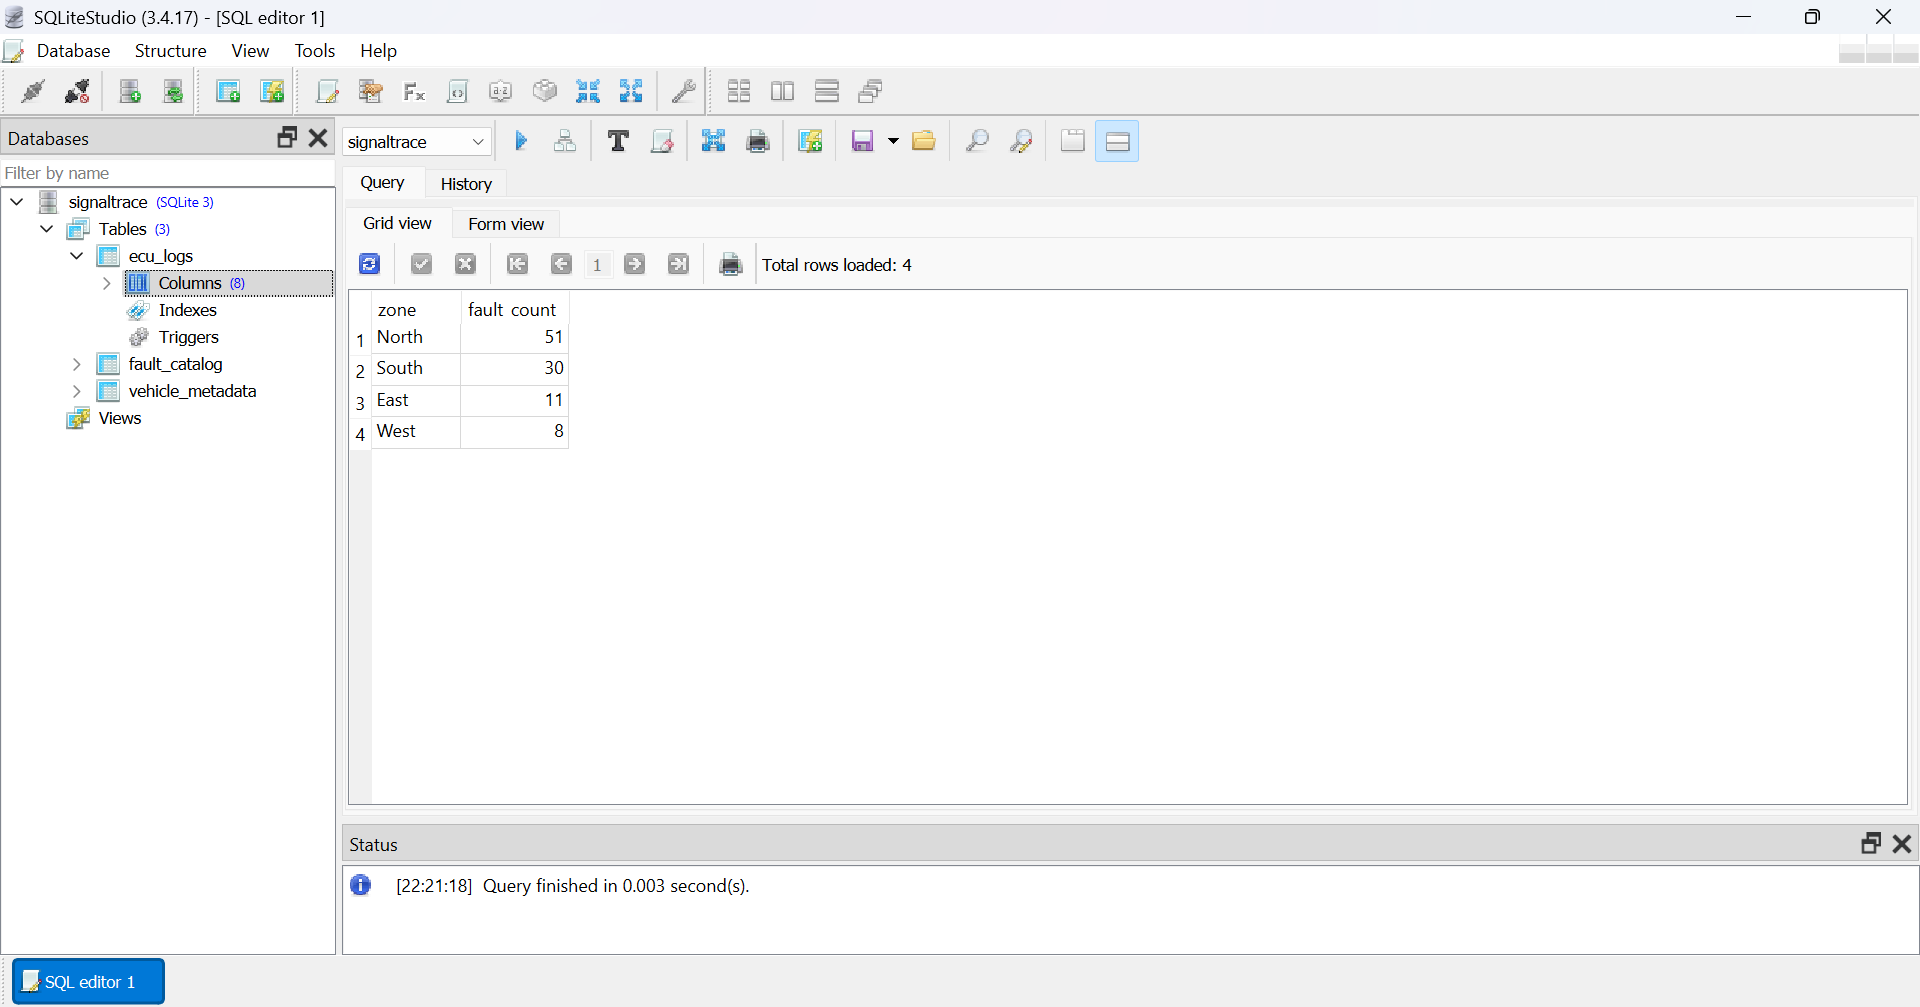 SQLiteStudio (3.4.17) - [SQL editor 1]
Database Structure View Tools Help
Databases
signaltrace
Filter by name
Query History
signaltrace (SQLite 3)
Tables (3)
Grid view Form view
ecu_logs
1 Total rows loaded: 4
Columns (8)
Indexes
Triggers
fault_catalog
vehicle_metadata
Views
zone fault count
1 North 51
2 South 30
3 East 11
4 West 8
Status
[22:21:18] Query finished in 0.003 second(s).
SQL editor 1